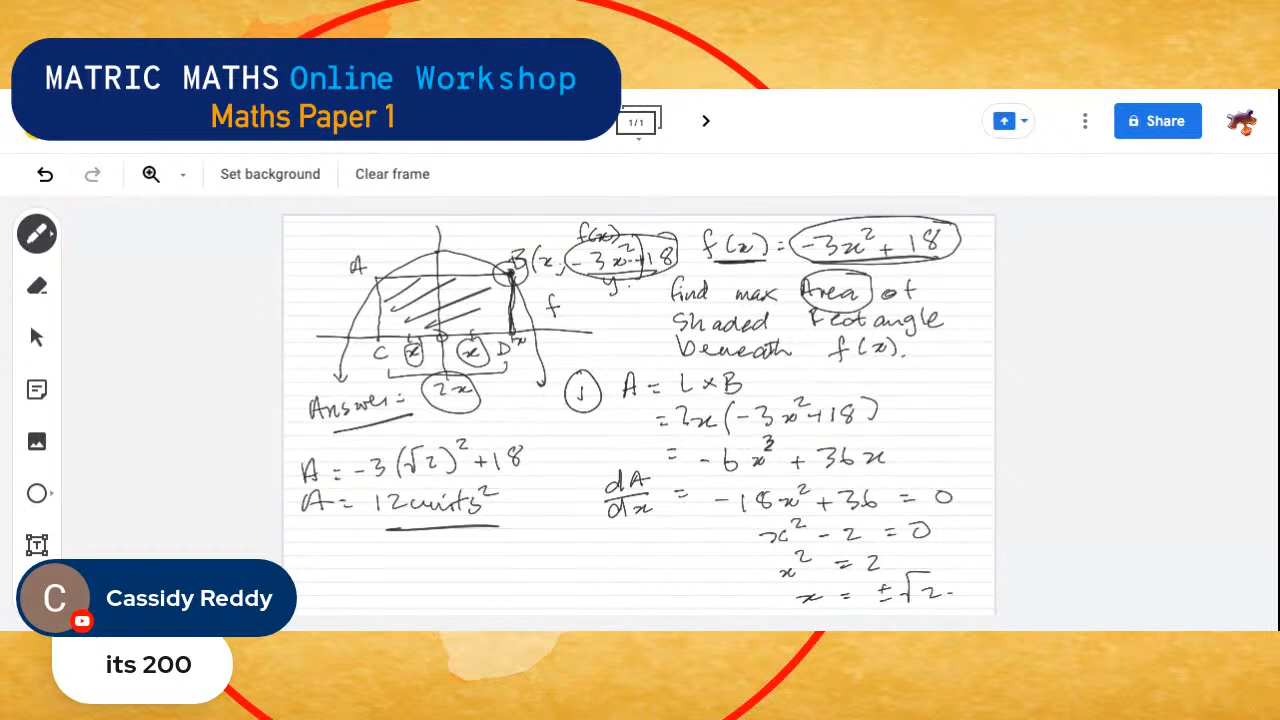 MATRIC MATHS Online Workshop
Maths Paper 1
1/1
Share
Set background
Clear frame
f(x)
A
B(x; -3x²+18)
y
f
C x x D x
2x
f(x) = -3x² + 18
find max Area of
shaded rectangle
beneath f(x).
Answer =
A = -3(√2)² + 18
A = 12 units²
① A = L × B
= 2x(-3x²+18)
= -6x³ + 36x
dA/dx = -18x² + 36 = 0
x² - 2 = 0
x² = 2
x = ±√2.
C
Cassidy Reddy
its 200